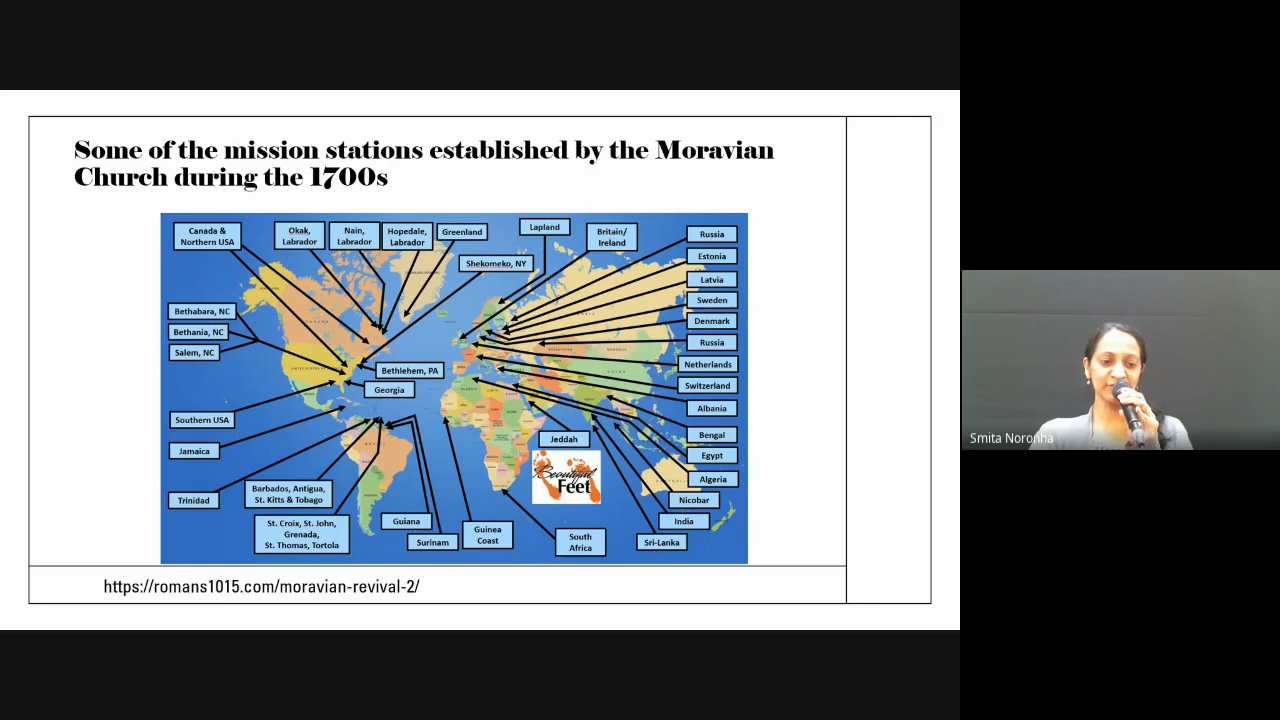 Some of the mission stations established by the Moravian
Church during the 1700s
Canada &
Northern USA
Okak,
Labrador
Nain,
Labrador
Hopedale,
Labrador
Greenland
Lapland
Britain/
Ireland
Russia
Shekomeko, NY
Estonia
Latvia
Sweden
Denmark
Russia
Netherlands
Switzerland
Albania
Bengal
Egypt
Algeria
Nicobar
India
Sri-Lanka
Bethabara, NC
Bethania, NC
Salem, NC
Bethlehem, PA
Georgia
Southern USA
Jamaica
Trinidad
Barbados, Antigua,
St. Kitts & Tobago
St. Croix, St. John,
Grenada,
St. Thomas, Tortola
Guiana
Surinam
Guinea
Coast
South
Africa
Jeddah
Beautiful
Feet
https://romans1015.com/moravian-revival-2/
Smita Noronha